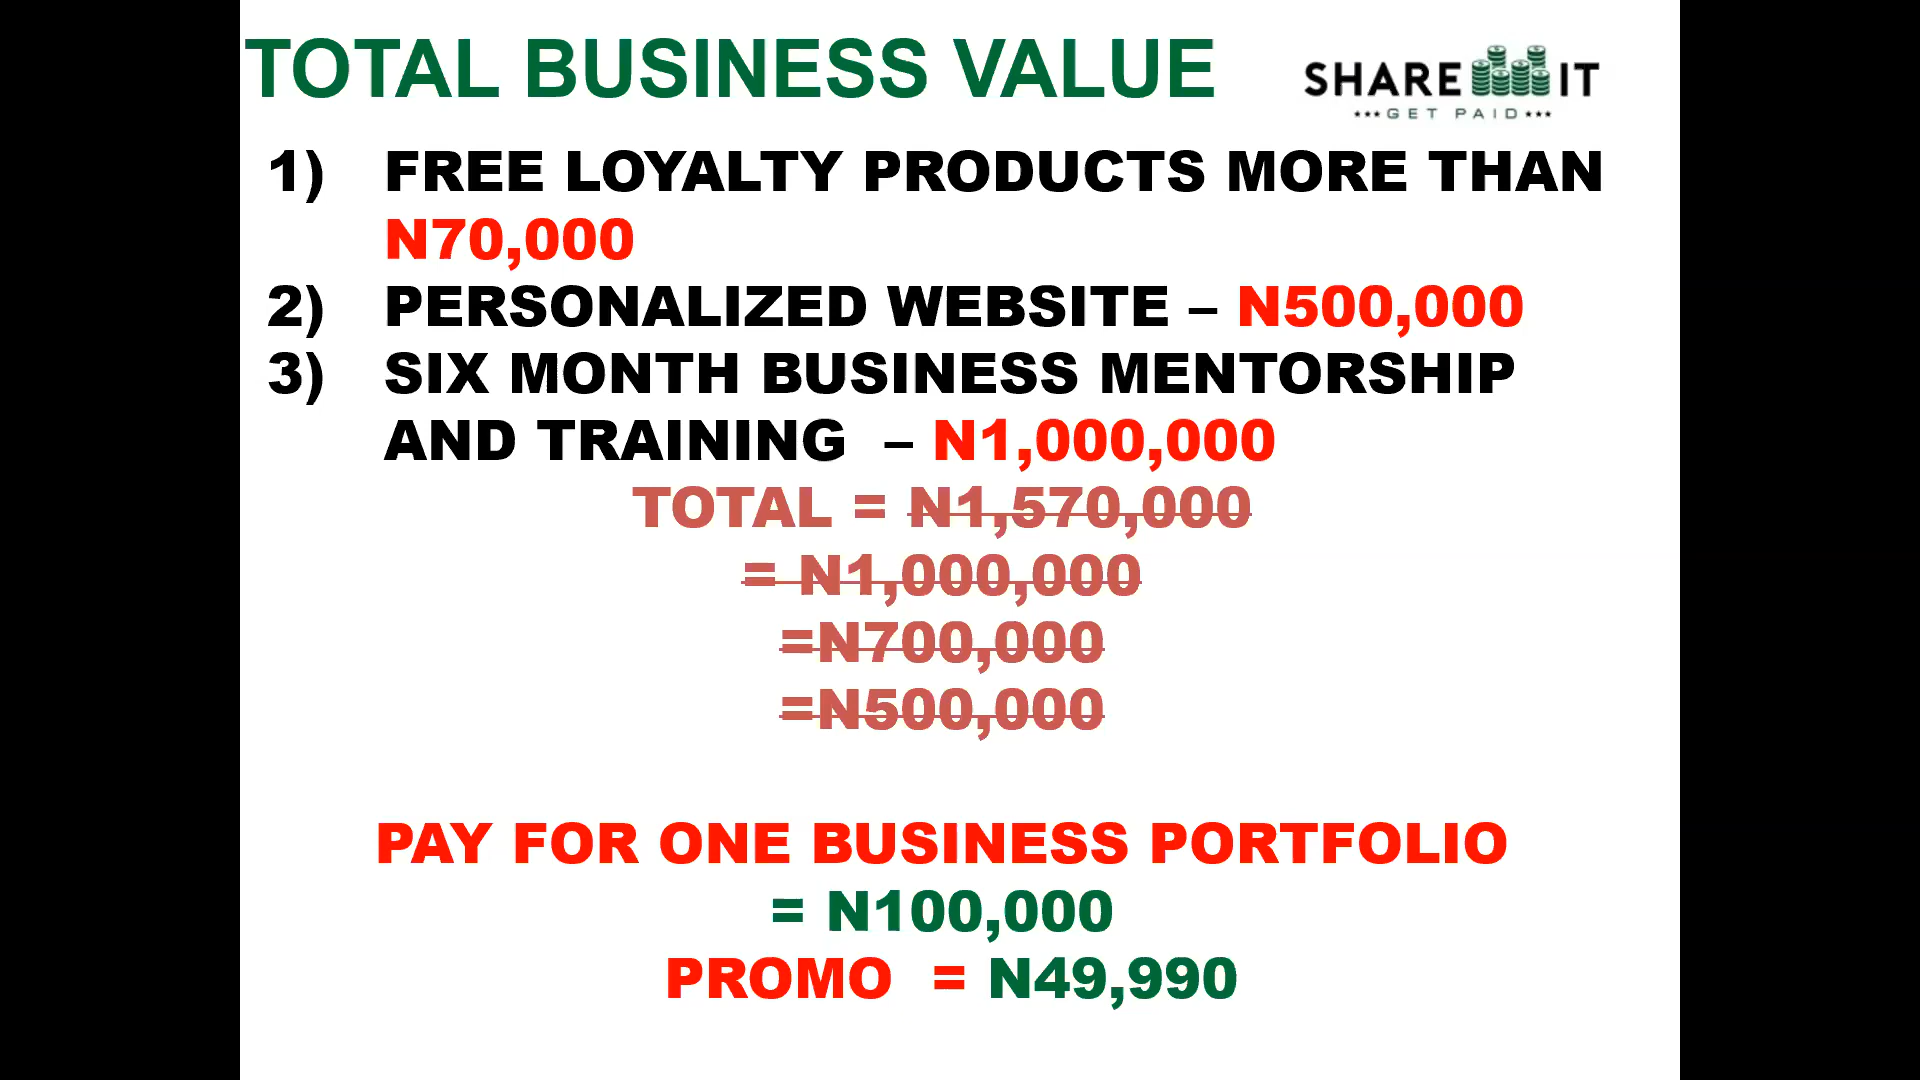 TOTAL BUSINESS VALUE
SHARE IT
GET PAID
1) FREE LOYALTY PRODUCTS MORE THAN
N70,000
2) PERSONALIZED WEBSITE – N500,000
3) SIX MONTH BUSINESS MENTORSHIP
AND TRAINING – N1,000,000
TOTAL = N1,570,000
= N1,000,000
=N700,000
=N500,000
PAY FOR ONE BUSINESS PORTFOLIO
= N100,000
PROMO = N49,990